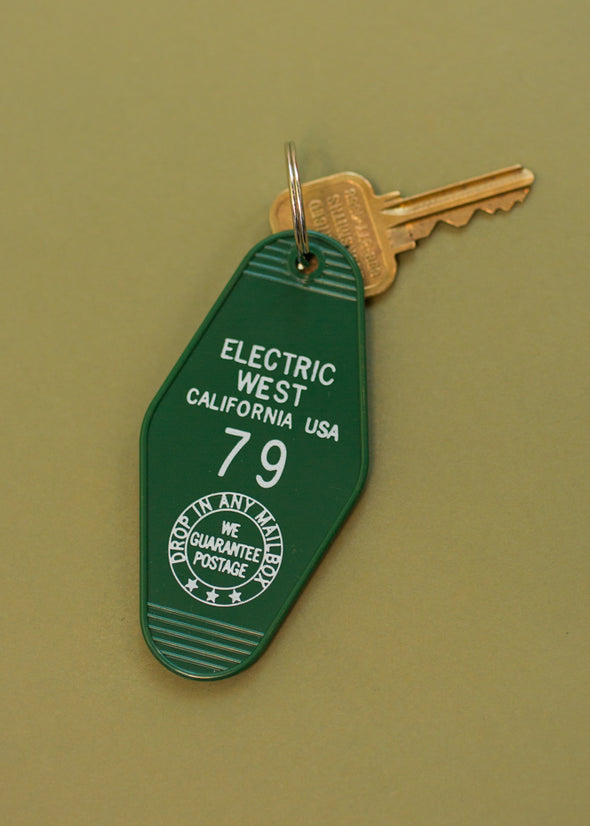 ELECTRIC
WEST
CALIFORNIA USA
79
DROP IN ANY MAILBOX
WE
GUARANTEE
POSTAGE